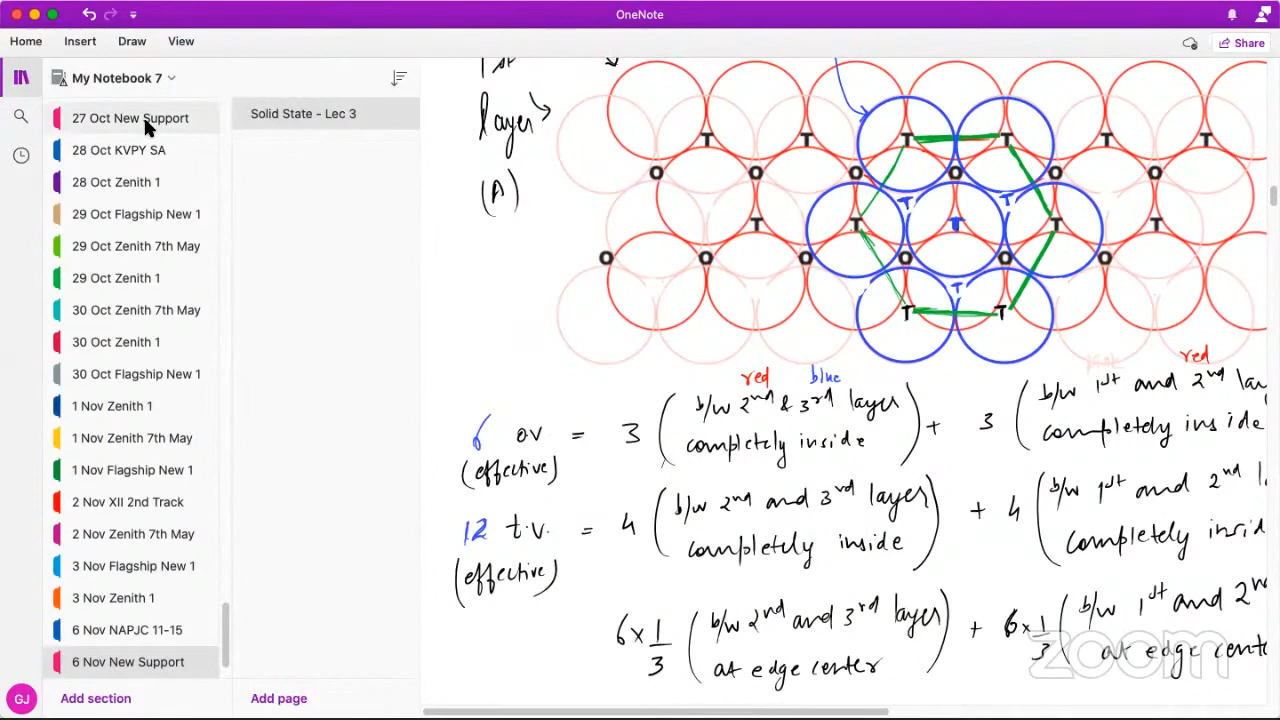 OneNote
Home Insert Draw View
Share
My Notebook 7
27 Oct New Support
28 Oct KVPY SA
28 Oct Zenith 1
29 Oct Flagship New 1
29 Oct Zenith 7th May
29 Oct Zenith 1
30 Oct Zenith 7th May
30 Oct Zenith 1
30 Oct Flagship New 1
1 Nov Zenith 1
1 Nov Zenith 7th May
1 Nov Flagship New 1
2 Nov XII 2nd Track
2 Nov Zenith 7th May
3 Nov Flagship New 1
3 Nov Zenith 1
6 Nov NAPJC 11-15
6 Nov New Support
GJ
Add section
Solid State - Lec 3
Add page
layer
(A)
T T T T T
O O O O O O
T T
T T T T T
O O O O O O
T
T T
red blue red
6 ov = 3 (b/w 2nd & 3rd layer + 3 (b/w 1st and 2nd
(effective) completely inside) completely inside
12 t.v. = 4 (b/w 2nd and 3rd layer + 4 (b/w 1st and 2nd
(effective) completely inside) completely
6 × 1/3 (b/w 2nd and 3rd layer + 6 × 1/3 (b/w 1st and 2nd
at edge center) at edge
zoom